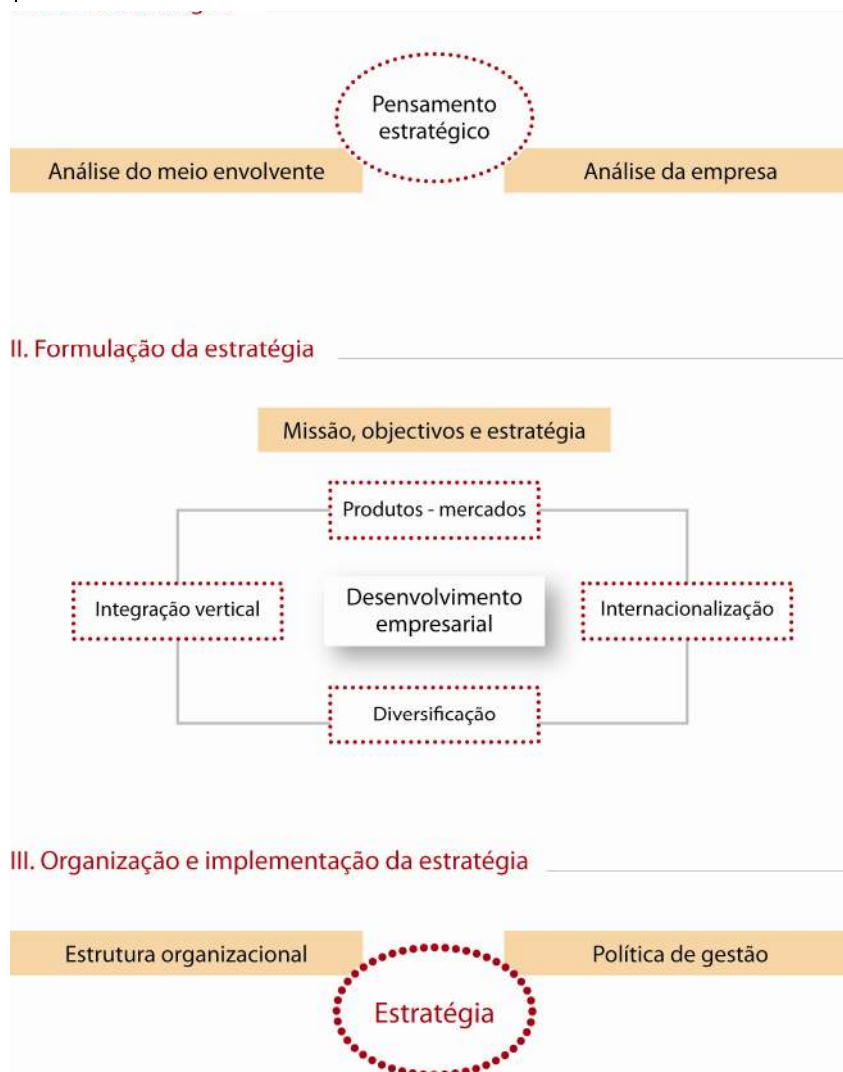 Pensamento
estratégico
Análise do meio envolvente
Análise da empresa
II. Formulação da estratégia
Missão, objectivos e estratégia
Produtos - mercados
Integração vertical
Desenvolvimento
empresarial
Internacionalização
Diversificação
III. Organização e implementação da estratégia
Estrutura organizacional
Política de gestão
Estratégia